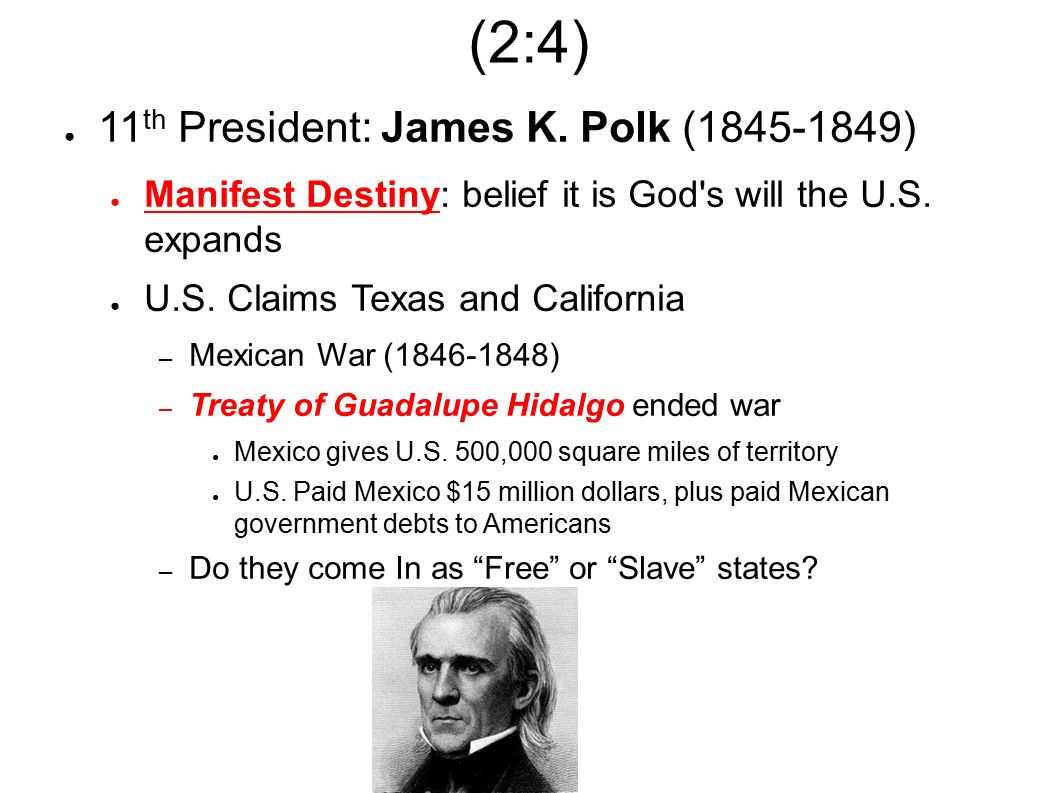 (2:4)
● 11th President: James K. Polk (1845-1849)
● Manifest Destiny: belief it is God's will the U.S.
expands
● U.S. Claims Texas and California
– Mexican War (1846-1848)
– Treaty of Guadalupe Hidalgo ended war
● Mexico gives U.S. 500,000 square miles of territory
● U.S. Paid Mexico $15 million dollars, plus paid Mexican
government debts to Americans
– Do they come In as “Free” or “Slave” states?